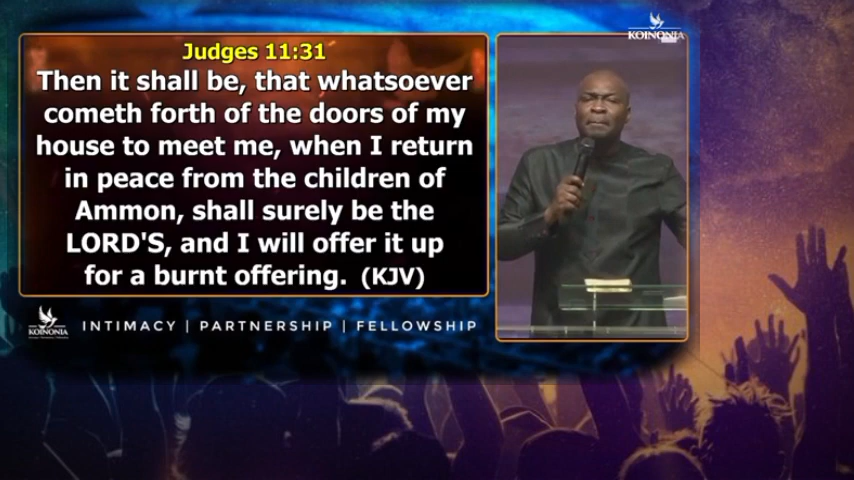 KOINONIA
Judges 11:31
Then it shall be, that whatsoever
cometh forth of the doors of my
house to meet me, when I return
in peace from the children of
Ammon, shall surely be the
LORD'S, and I will offer it up
for a burnt offering. (KJV)
KOINONIA
INTIMACY | PARTNERSHIP | FELLOWSHIP